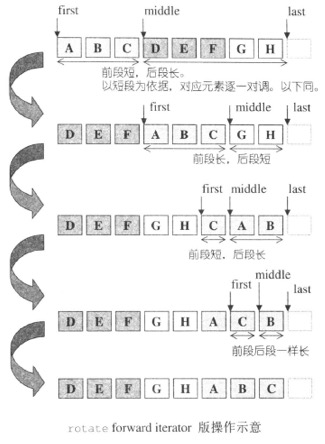 first middle last
A B C D E F G H
前段短，后段长。
以短段为依据，对应元素逐一对调。以下同。
first middle last
D E F A B C G H
前段长，后段短
first middle last
D E F G H C A B
前段短，后段长
first middle last
D E F G H A C B
前段后段一样长
D E F G H A B C
rotate forward iterator 版操作示意